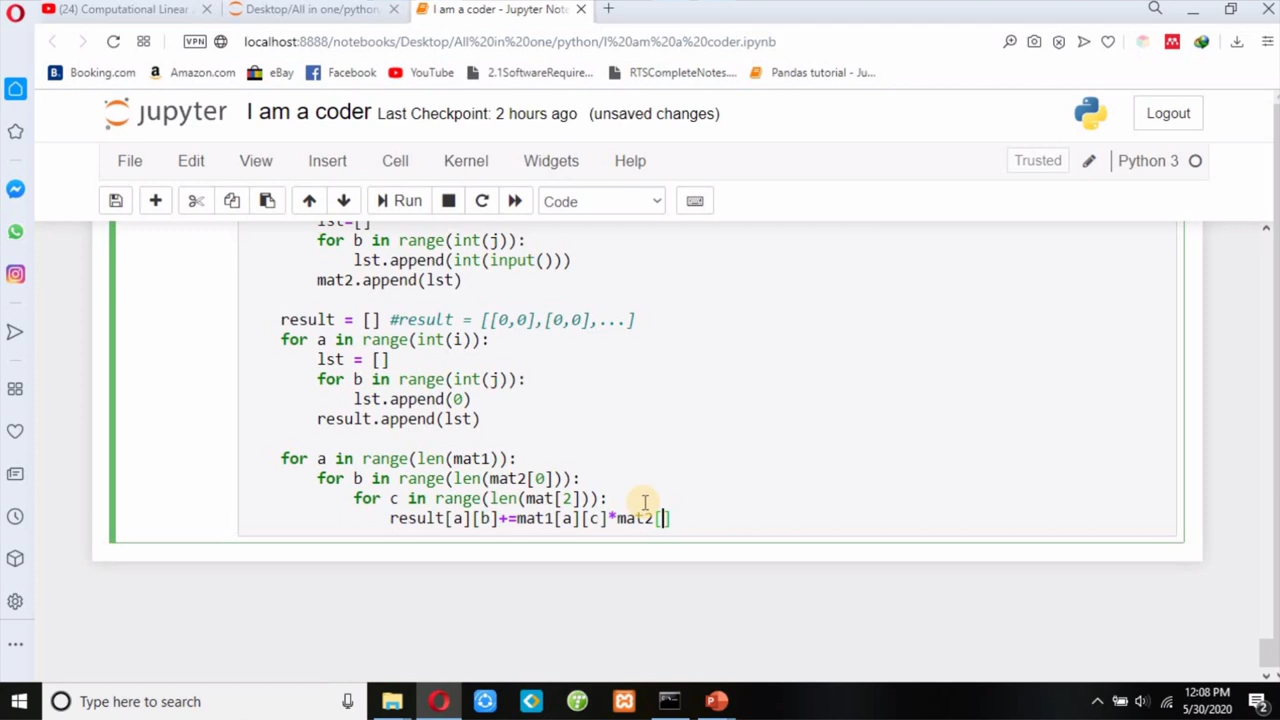 (24) Computational Linear
Desktop/All in one/python/
I am a coder - Jupyter Note
VPN
localhost:8888/notebooks/Desktop/All%20in%20one/python/I%20am%20a%20coder.ipynb
Booking.com
Amazon.com
eBay
Facebook
YouTube
2.1SoftwareRequire...
RTSCompleteNotes....
Pandas tutorial - Ju...
jupyter
I am a coder Last Checkpoint: 2 hours ago (unsaved changes)
Logout
File Edit View Insert Cell Kernel Widgets Help
Trusted
Python 3
Run
Code
lst=[]
for b in range(int(j)):
lst.append(int(input()))
mat2.append(lst)
result = [] #result = [[0,0],[0,0],...]
for a in range(int(i)):
lst = []
for b in range(int(j)):
lst.append(0)
result.append(lst)
for a in range(len(mat1)):
for b in range(len(mat2[0])):
for c in range(len(mat[2])):
result[a][b]+=mat1[a][c]*mat2[]
Type here to search
12:08 PM
5/30/2020
2